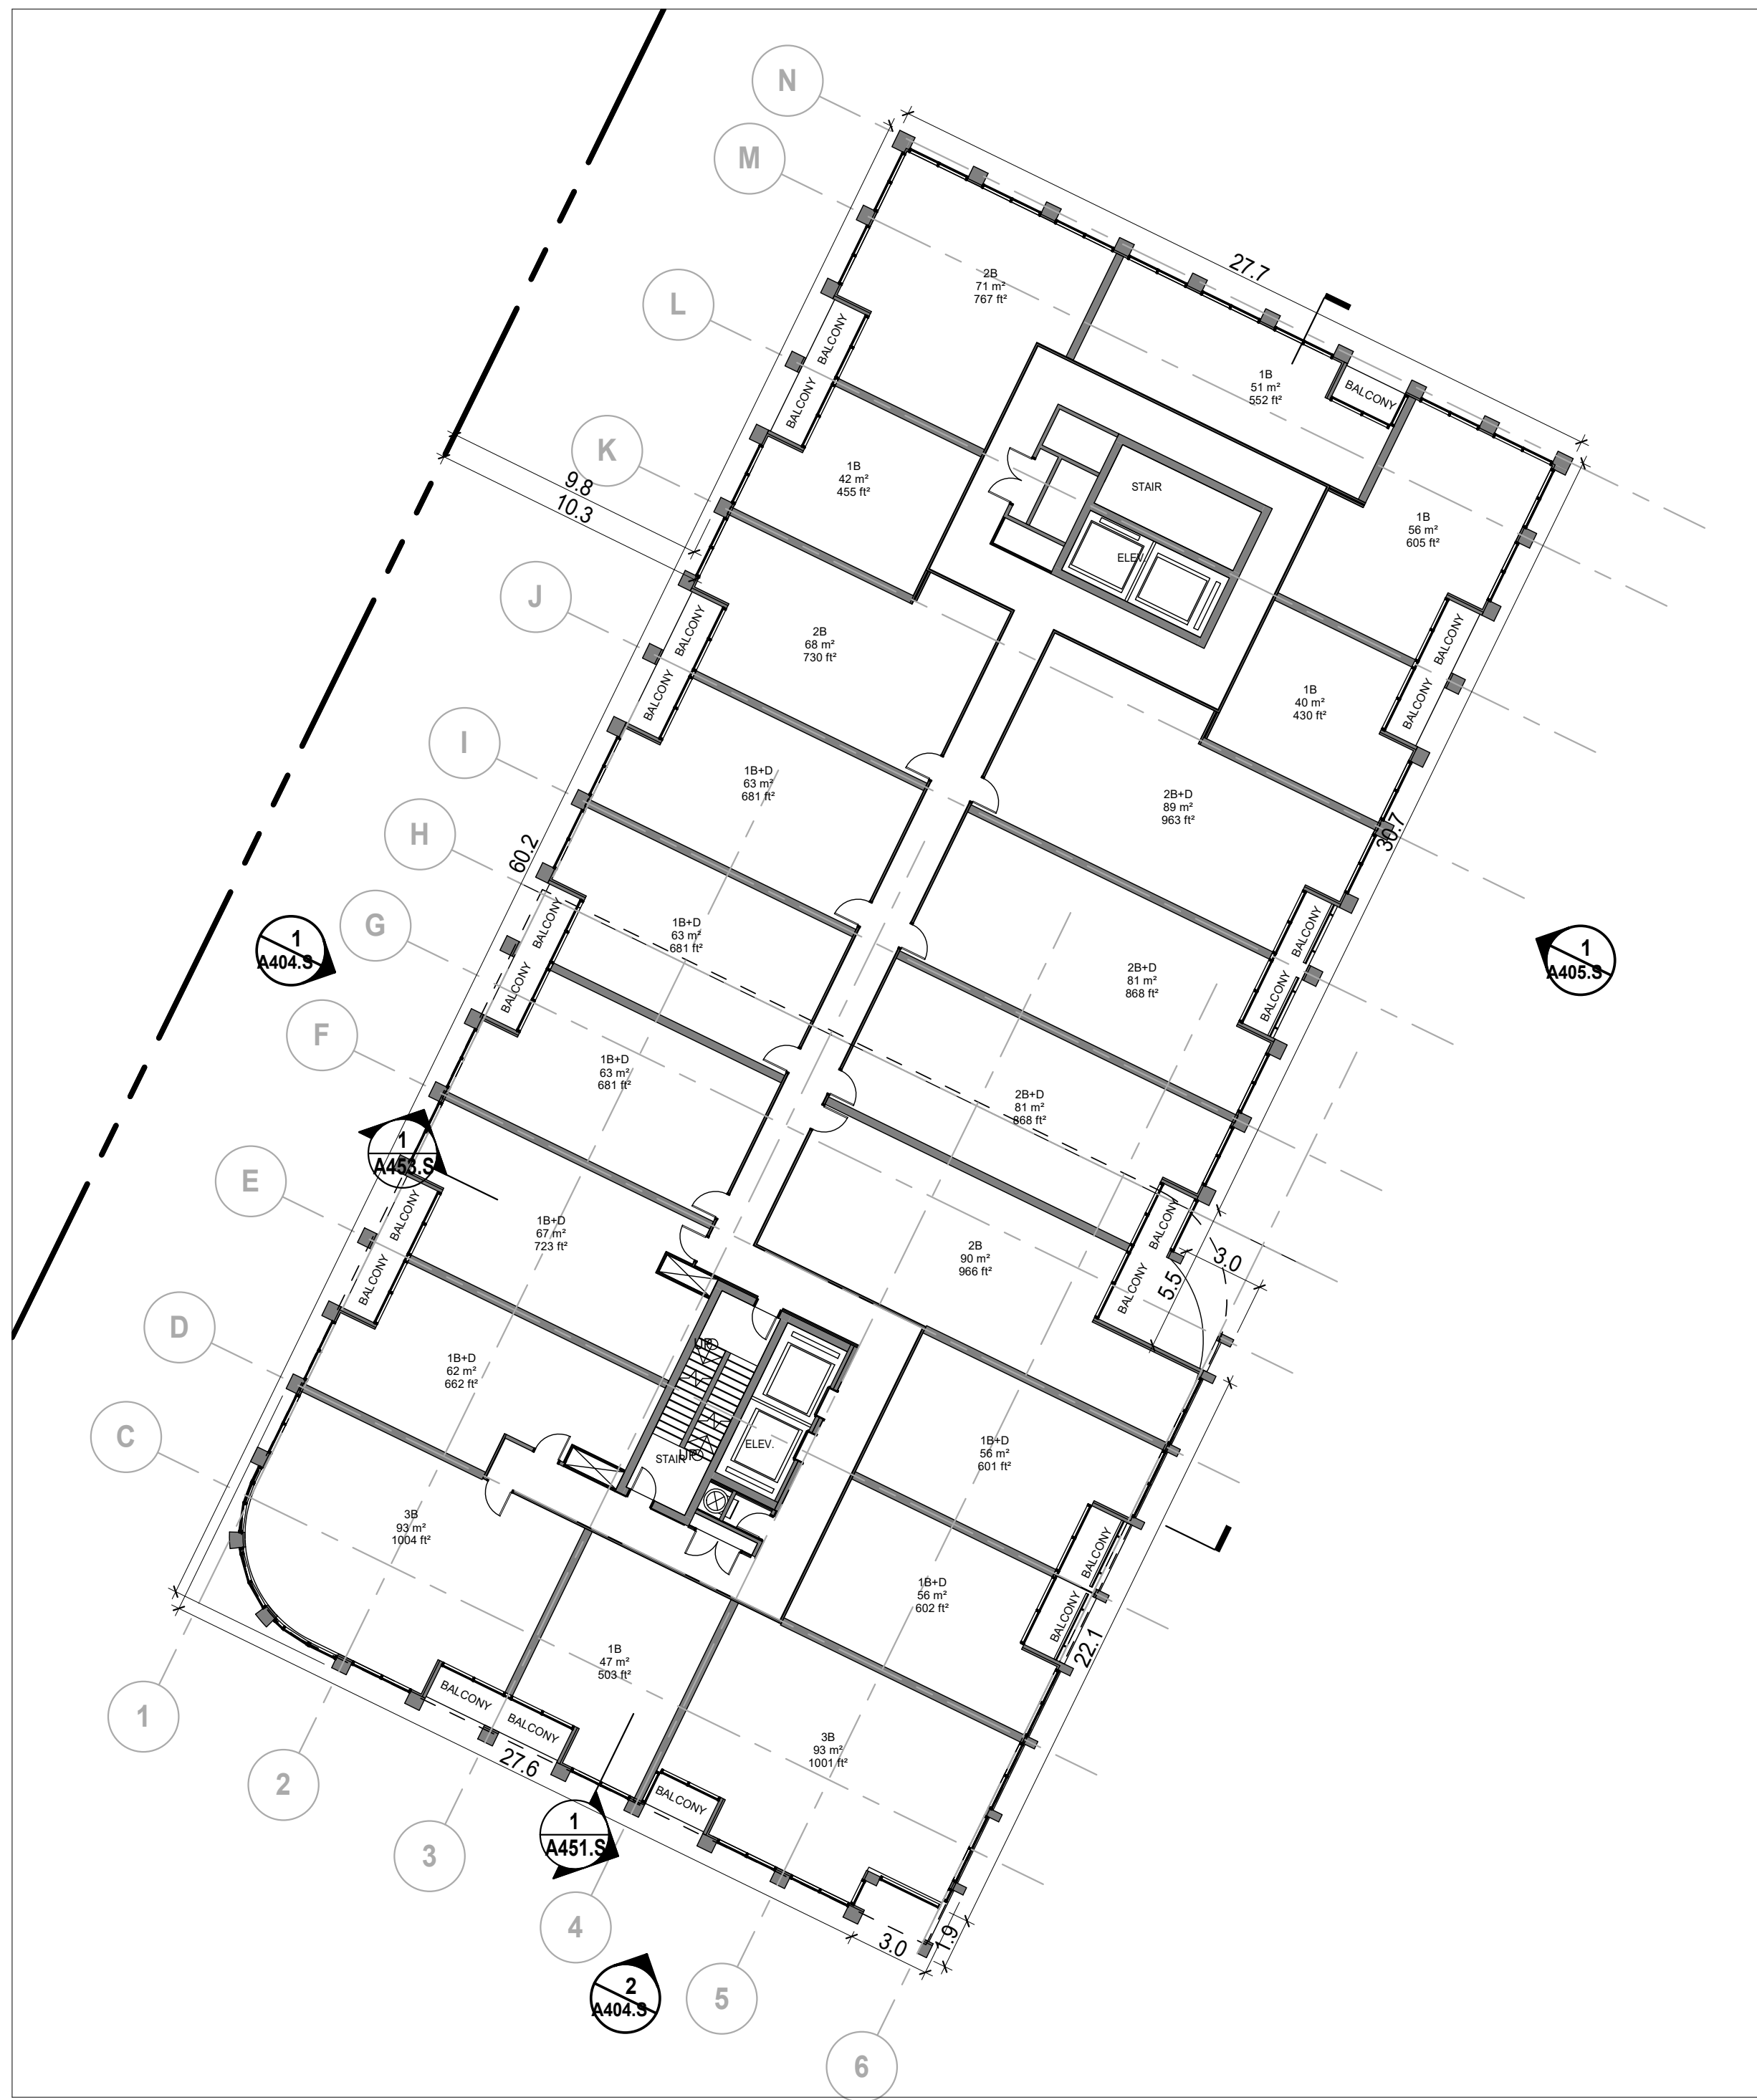 N
M
27.7
2B
71 m²
767 ft²
L
BALCONY
BALCONY
1B
51 m²
552 ft²
BALCONY
K
9.8
10.3
1B
42 m²
455 ft²
STAIR
ELEV.
1B
56 m²
605 ft²
J
BALCONY
BALCONY
2B
68 m²
730 ft²
BALCONY
BALCONY
1B
40 m²
430 ft²
I
1B+D
63 m²
681 ft²
2B+D
89 m²
963 ft²
30.7
H
60.2
G
BALCONY
BALCONY
1B+D
63 m²
681 ft²
BALCONY
BALCONY
1
A404.S
2B+D
81 m²
868 ft²
1
A405.S
F
1B+D
63 m²
681 ft²
2B+D
81 m²
868 ft²
1
A453.S
E
BALCONY
BALCONY
1B+D
67 m²
723 ft²
2B
90 m²
966 ft²
BALCONY
BALCONY
3.0
5.5
D
1B+D
62 m²
662 ft²
UP
C
UP
STAIR
ELEV.
1B+D
56 m²
601 ft²
3B
93 m²
1004 ft²
BALCONY
BALCONY
1B+D
56 m²
602 ft²
22.1
1B
47 m²
503 ft²
BALCONY
BALCONY
1
2
27.6
3B
93 m²
1001 ft²
BALCONY
3
1
A451.S
4
3.0
1.9
2
A404.S
5
6